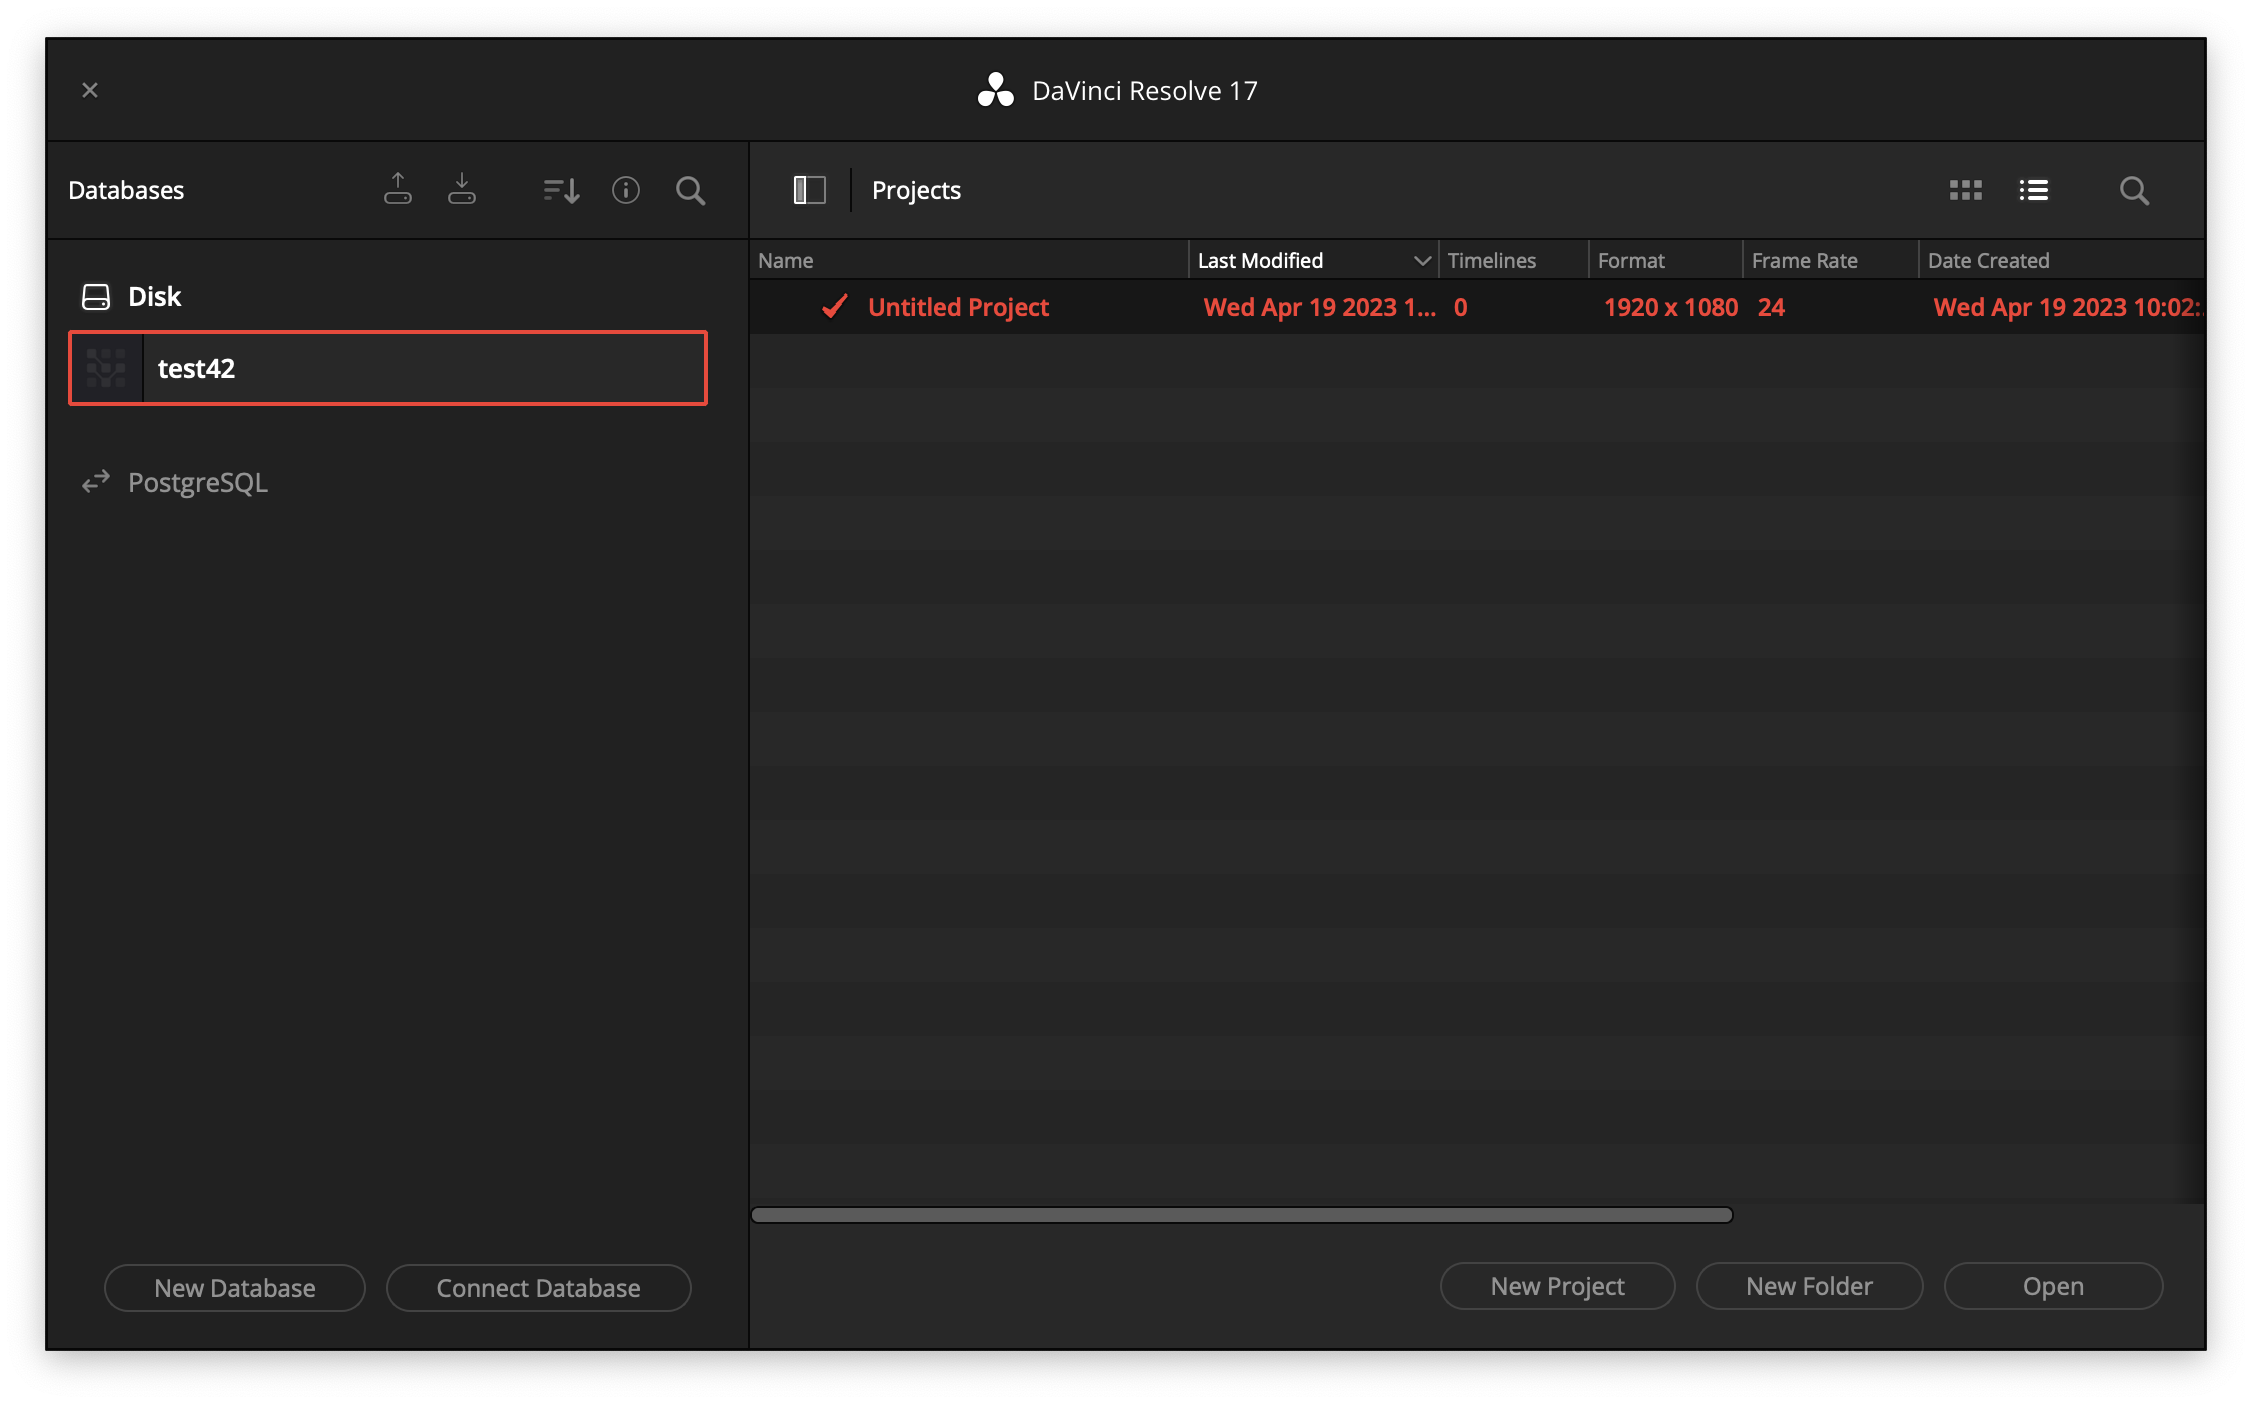 DaVinci Resolve 17
Databases
Projects
Name Last Modified Timelines Format Frame Rate Date Created
Disk
Untitled Project Wed Apr 19 2023 1... 0 1920 x 1080 24 Wed Apr 19 2023 10:02:.
test42
PostgreSQL
New Database Connect Database
New Project New Folder Open